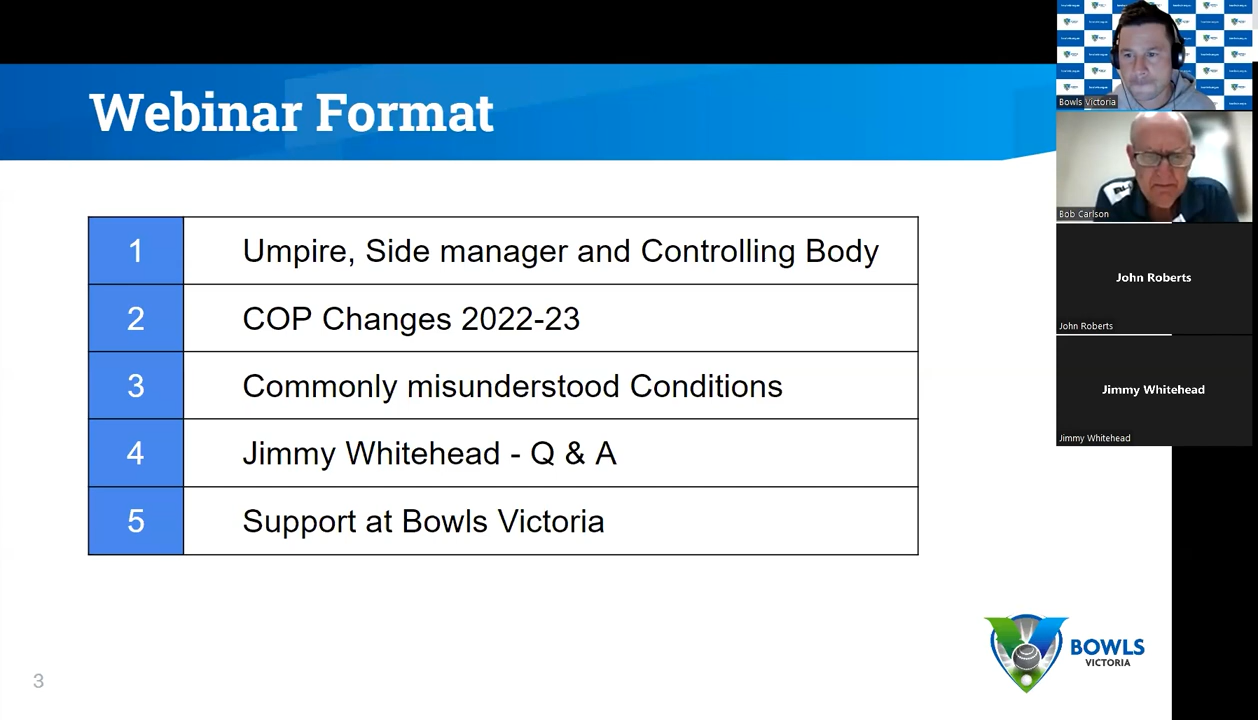 Webinar Format
1 Umpire, Side manager and Controlling Body
2 COP Changes 2022-23
3 Commonly misunderstood Conditions
4 Jimmy Whitehead - Q & A
5 Support at Bowls Victoria
BOWLS
VICTORIA
3
Bowls Victoria
Bob Carlson
John Roberts
John Roberts
Jimmy Whitehead
Jimmy Whitehead